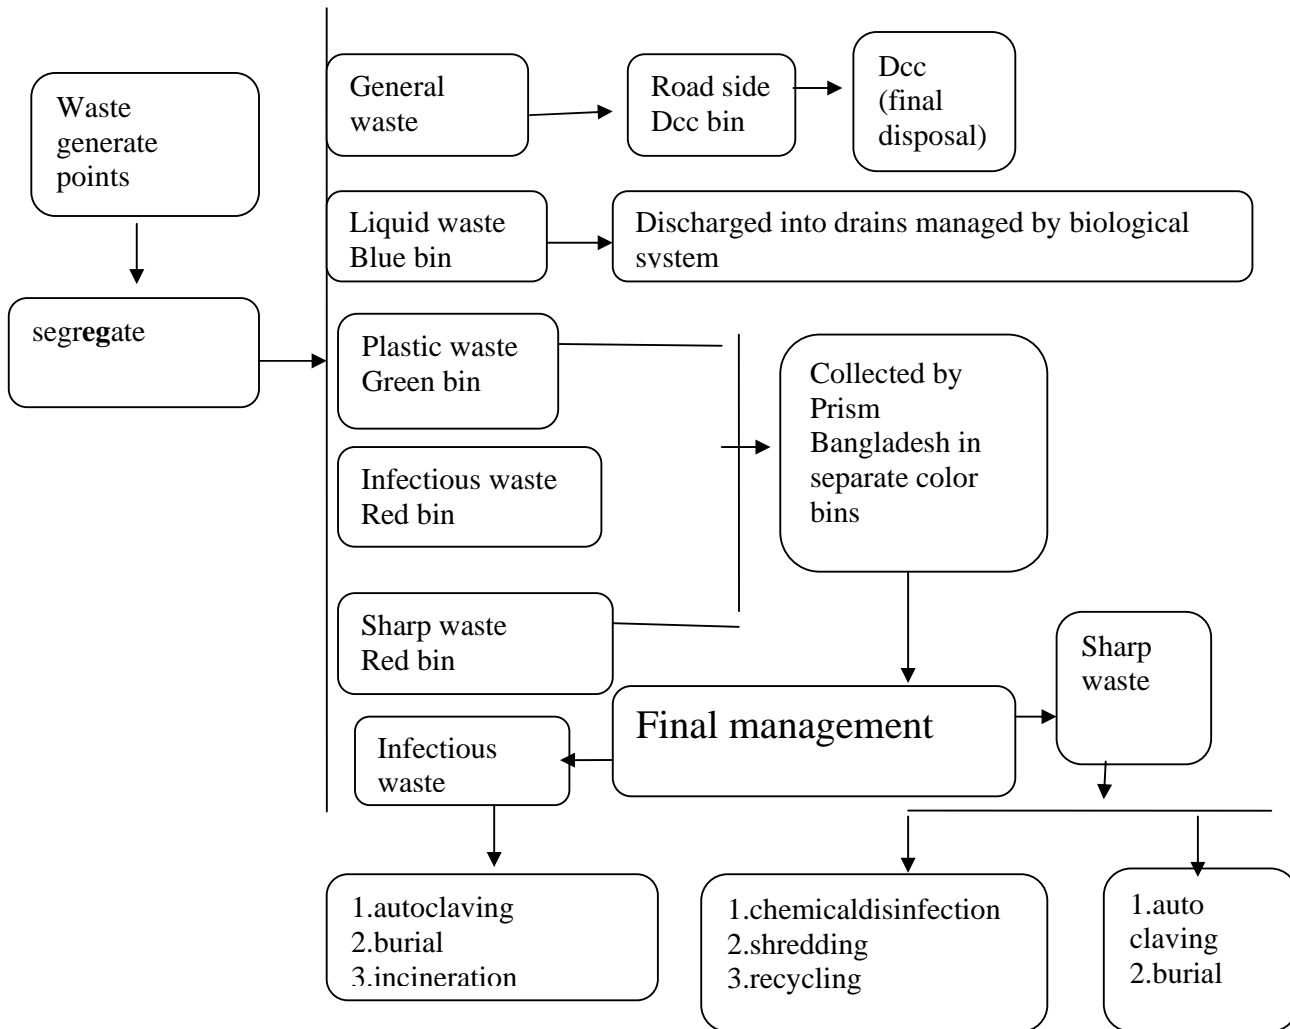 Waste
generate
points
segregate
General
waste
Road side
Dcc bin
Dcc
(final
disposal)
Liquid waste
Blue bin
Discharged into drains managed by biological
system
Plastic waste
Green bin
Infectious waste
Red bin
Sharp waste
Red bin
Collected by
Prism
Bangladesh in
separate color
bins
Final management
Sharp
waste
Infectious
waste
1.autoclaving
2.burial
3.incineration
1.chemicaldisinfection
2.shredding
3.recycling
1.auto
claving
2.burial